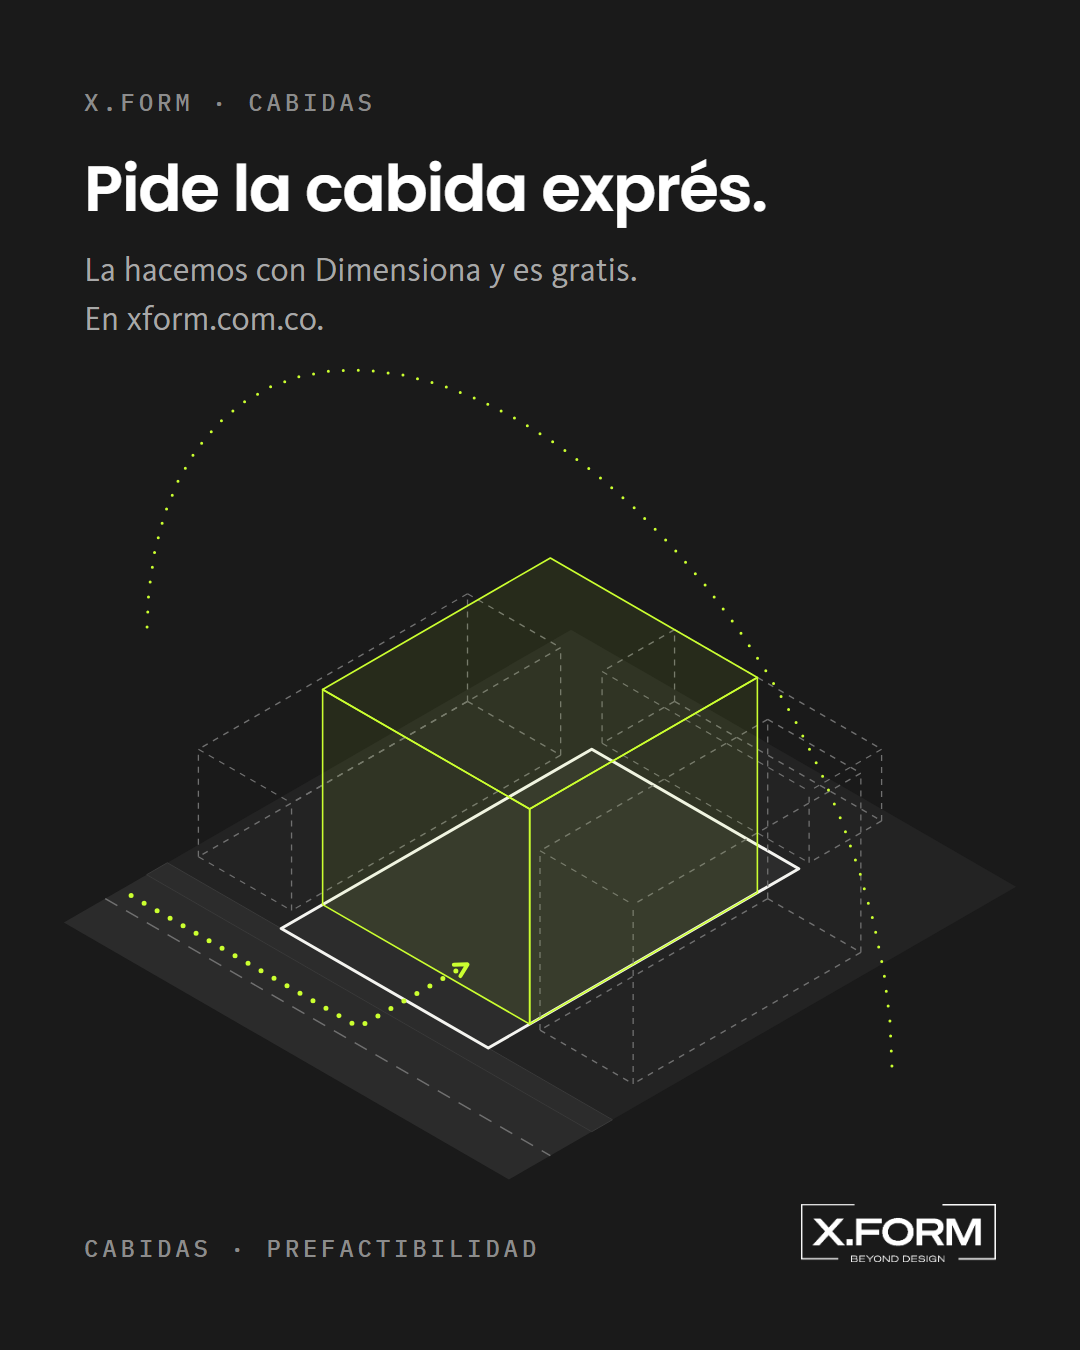 X.FORM · CABIDAS
Pide la cabida exprés.
La hacemos con Dimensiona y es gratis.
En xform.com.co.
CABIDAS · PREFACTIBILIDAD
X.FORM
BEYOND DESIGN